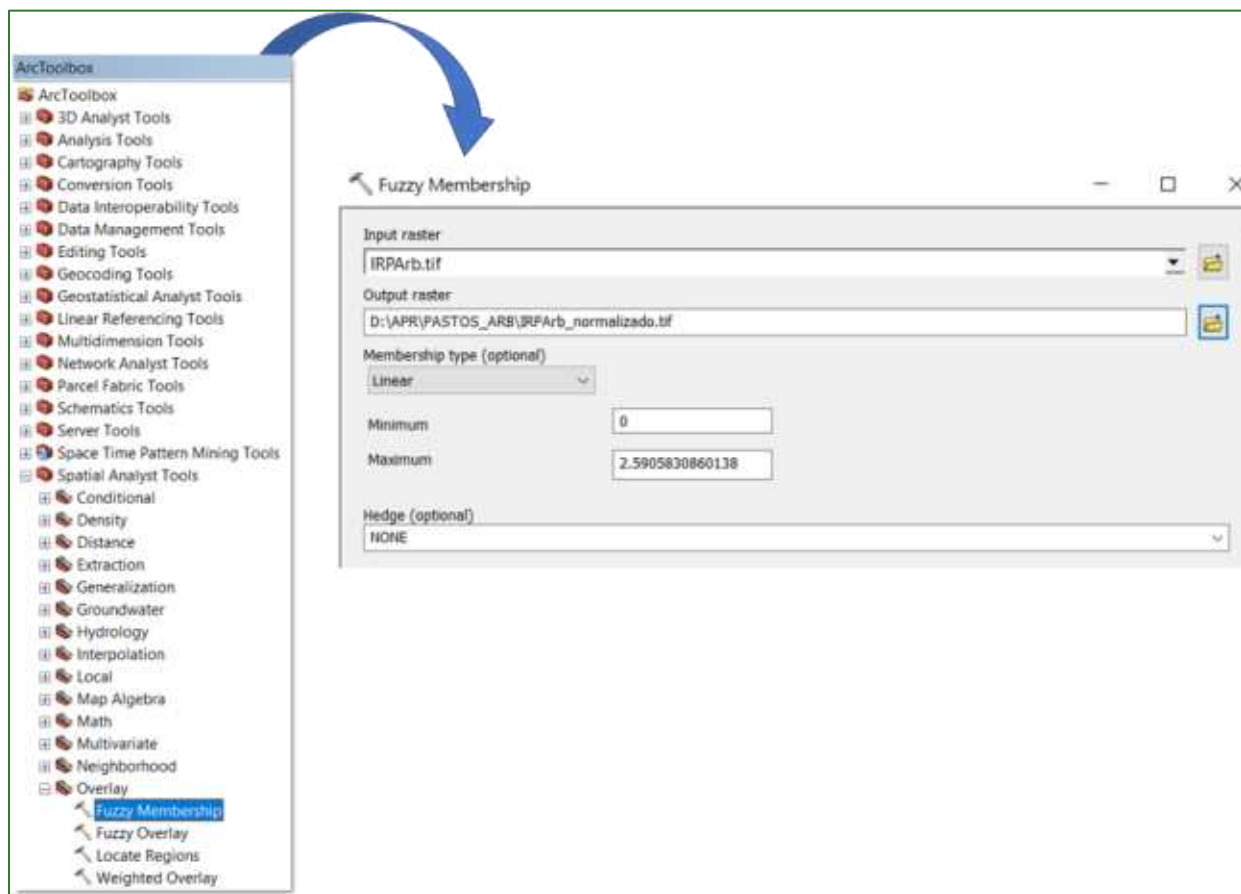 ArcToolbox
ArcToolbox
3D Analyst Tools
Analysis Tools
Cartography Tools
Conversion Tools
Data Interoperability Tools
Data Management Tools
Editing Tools
Geocoding Tools
Geostatistical Analyst Tools
Linear Referencing Tools
Multidimension Tools
Network Analyst Tools
Parcel Fabric Tools
Schematics Tools
Server Tools
Space Time Pattern Mining Tools
Spatial Analyst Tools
Conditional
Density
Distance
Extraction
Generalization
Groundwater
Hydrology
Interpolation
Local
Map Algebra
Math
Multivariate
Neighborhood
Overlay
Fuzzy Membership
Fuzzy Overlay
Locate Regions
Weighted Overlay
Fuzzy Membership
Input raster
IRPArb.tif
Output raster
D:\APR\PASTOS_ARB\IRPArb_normalizado.tif
Membership type (optional)
Linear
Minimum
0
Maximum
2.5905830860138
Hedge (optional)
NONE